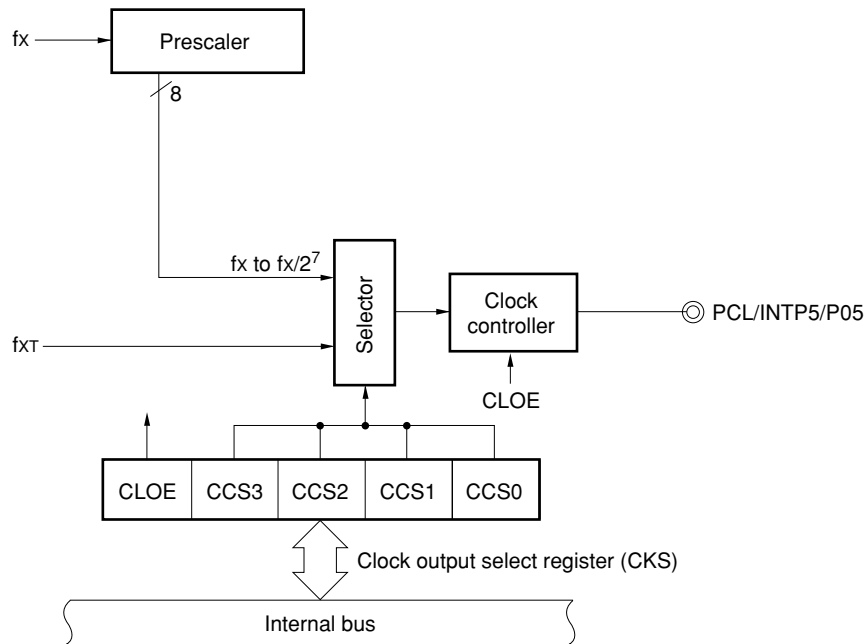 fX
Prescaler
8
fX to fX/2⁷
Selector
Clock
controller
PCL/INTP5/P05
fXT
CLOE
CLOE CCS3 CCS2 CCS1 CCS0
Clock output select register (CKS)
Internal bus